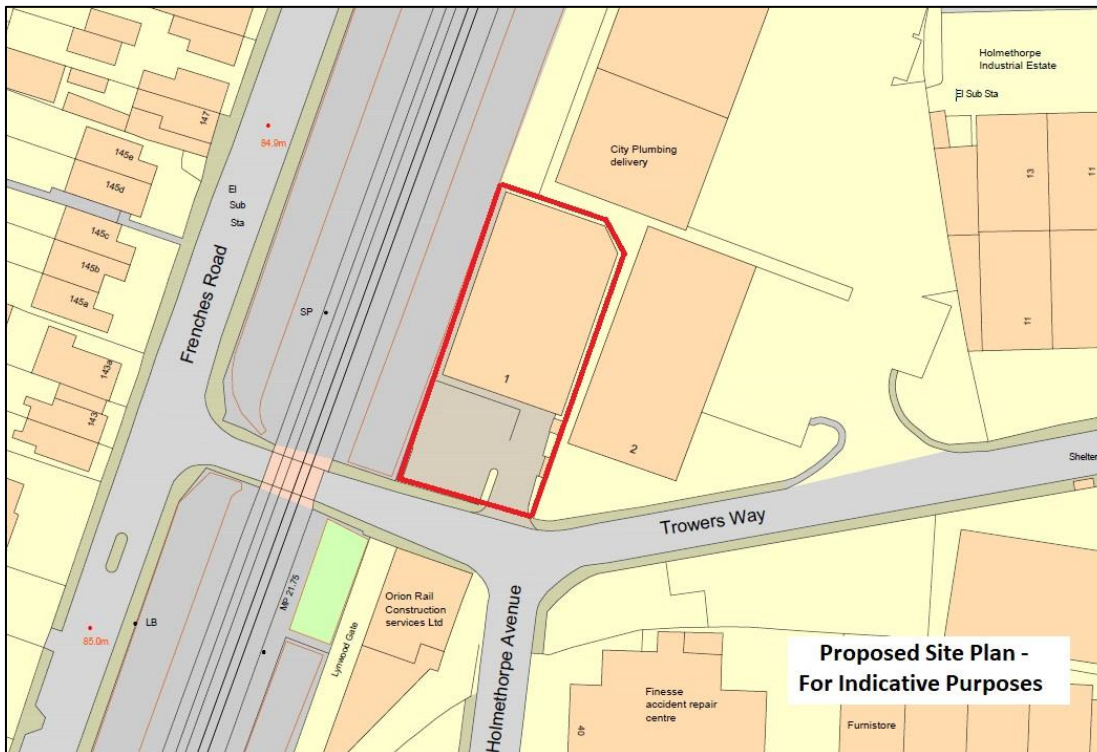 Holmethorpe
Industrial Estate
El Sub Sta
147
84.9m
City Plumbing
delivery
13
11
145e
145d
El
Sub
Sta
145c
145b
145a
Frenches Road
SP
11
143a
143
1
2
Shelter
Trowers Way
MP 21.75
Orion Rail
Construction
services Ltd
LB
85.0m
Lynwood Gate
Holmethorpe Avenue
Proposed Site Plan -
For Indicative Purposes
Finesse
accident repair
centre
40
Furnistore